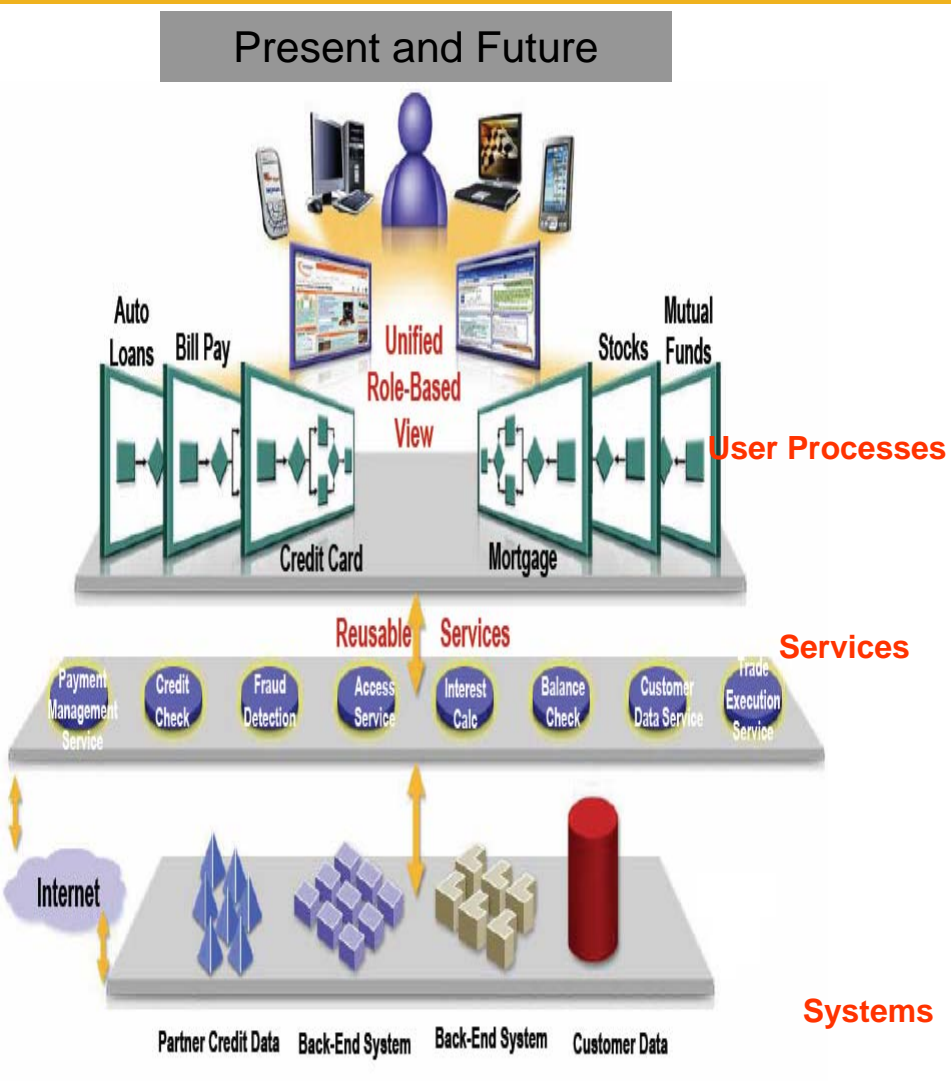 Present and Future
Auto
Loans
Bill Pay
Unified
Role-Based
View
Stocks
Mutual
Funds
User Processes
Credit Card
Mortgage
Reusable Services
Services
Payment
Management
Service
Credit
Check
Fraud
Detection
Access
Service
Interest
Calc
Balance
Check
Customer
Data Service
Trade
Execution
Service
Internet
Systems
Partner Credit Data
Back-End System
Back-End System
Customer Data